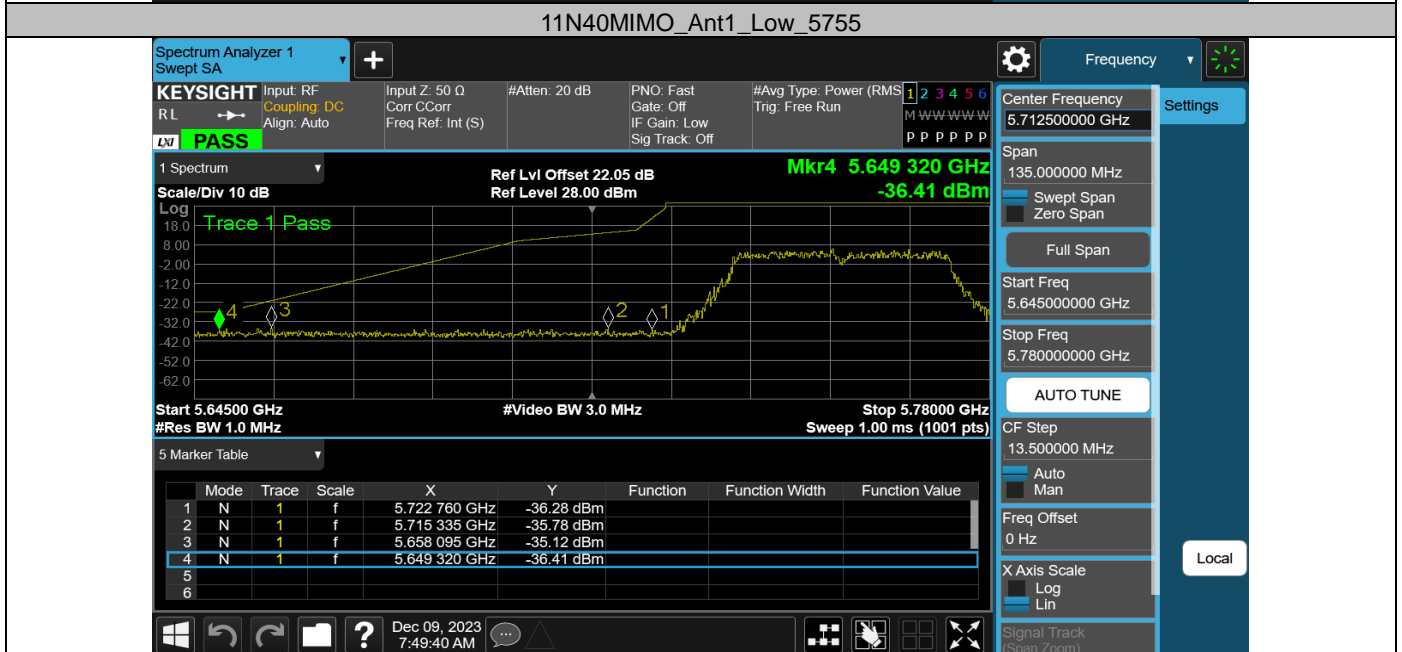 11N40MIMO_Ant1_Low_5755
Spectrum Analyzer 1
Swept SA
Frequency
KEYSIGHT
RL
LXI
PASS
Input: RF
Coupling: DC
Align: Auto
Input Z: 50 Ω
Corr CCorr
Freq Ref: Int (S)
#Atten: 20 dB
PNO: Fast
Gate: Off
IF Gain: Low
Sig Track: Off
#Avg Type: Power (RMS
Trig: Free Run
1 2 3 4 5 6
M W W W W W
P P P P P P
Center Frequency
5.712500000 GHz
Settings
Span
135.000000 MHz
Swept Span
Zero Span
Full Span
Start Freq
5.645000000 GHz
Stop Freq
5.780000000 GHz
AUTO TUNE
CF Step
13.500000 MHz
Auto
Man
Freq Offset
0 Hz
X Axis Scale
Log
Lin
Signal Track
(Span Zoom)
Local
1 Spectrum
Scale/Div 10 dB
Ref Lvl Offset 22.05 dB
Ref Level 28.00 dBm
Mkr4 5.649 320 GHz
-36.41 dBm
Log
Trace 1 Pass
18.0
8.00
-2.00
-12.0
-22.0
-32.0
-42.0
-52.0
-62.0
4
3
2
1
Start 5.64500 GHz
#Res BW 1.0 MHz
#Video BW 3.0 MHz
Stop 5.78000 GHz
Sweep 1.00 ms (1001 pts)
5 Marker Table
Mode Trace Scale X Y Function Function Width Function Value
1 N 1 f 5.722 760 GHz -36.28 dBm
2 N 1 f 5.715 335 GHz -35.78 dBm
3 N 1 f 5.658 095 GHz -35.12 dBm
4 N 1 f 5.649 320 GHz -36.41 dBm
5
6
?
Dec 09, 2023
7:49:40 AM